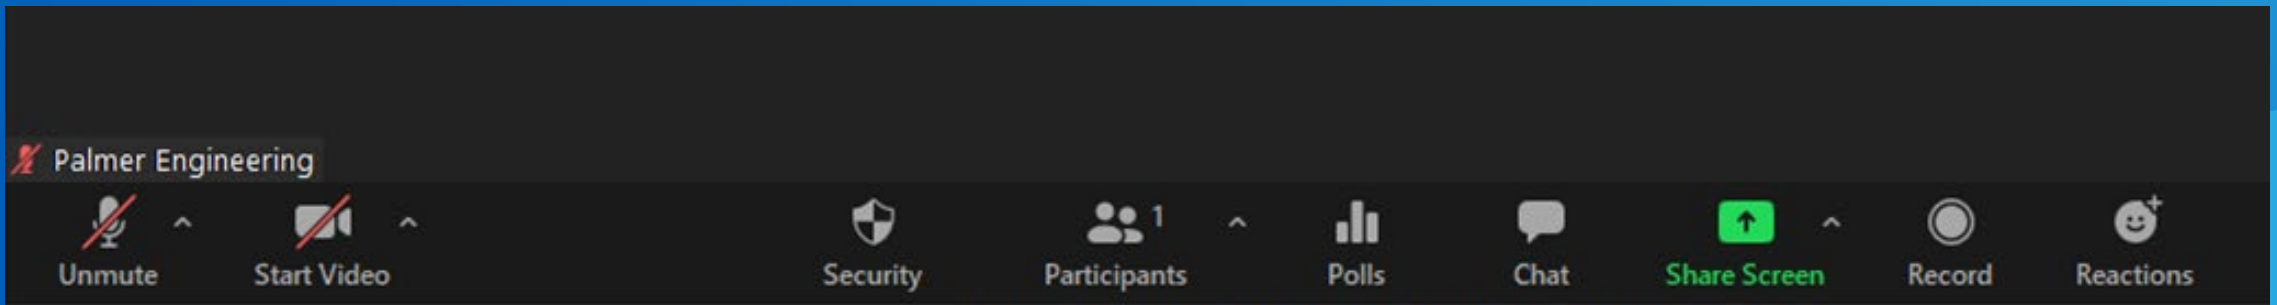 Palmer Engineering
1
Unmute Start Video Security Participants Polls Chat Share Screen Record Reactions